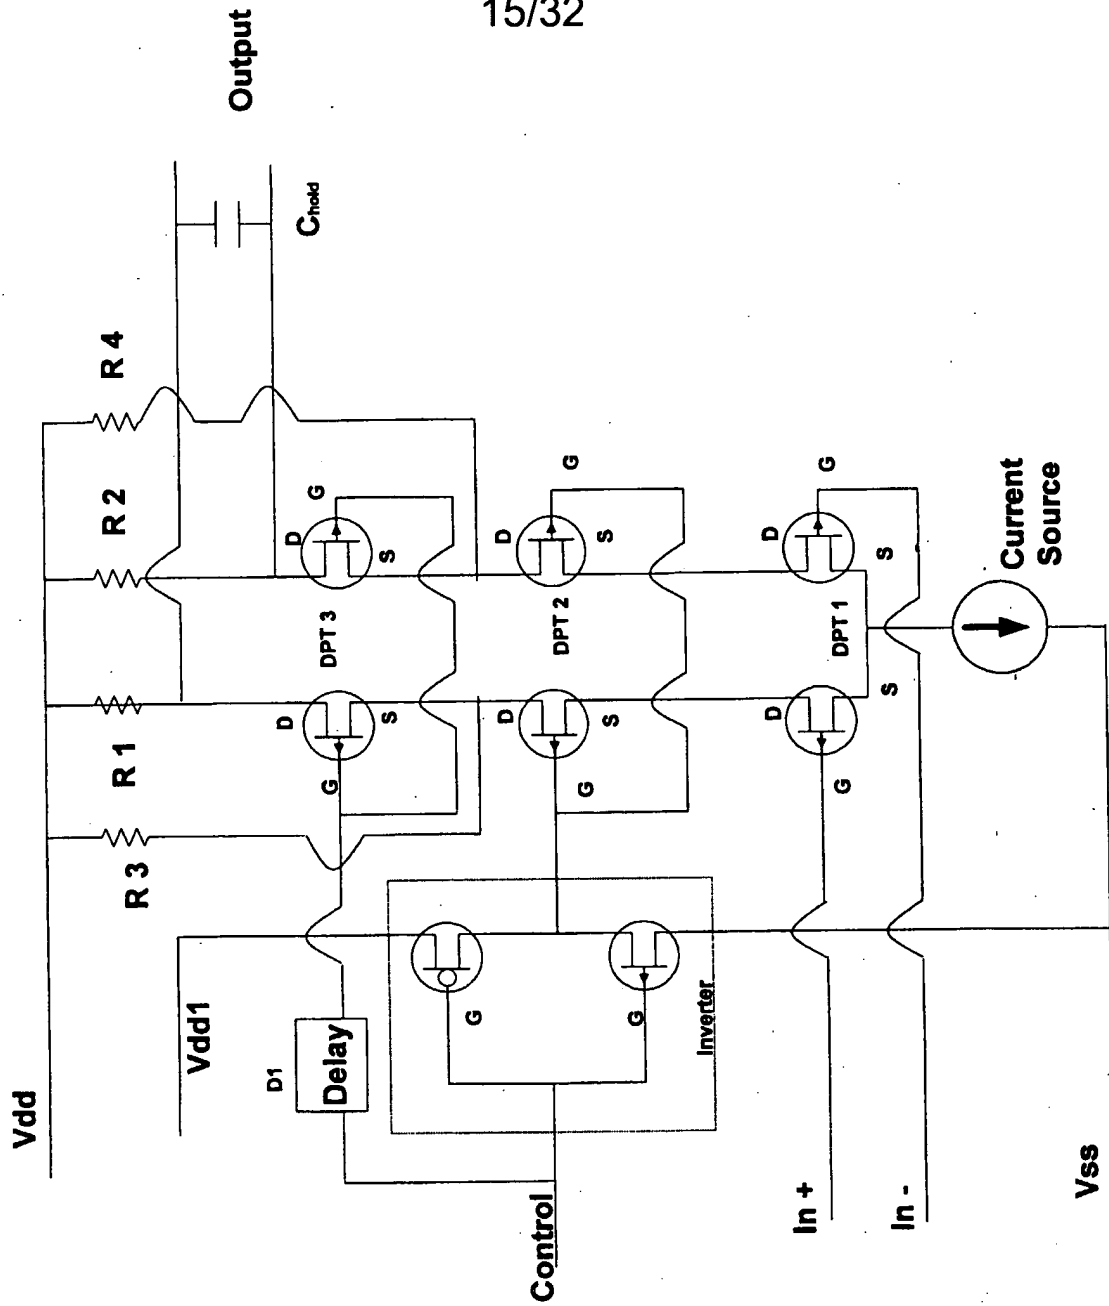 15/32
Output
Chold
R 4
R 2
R 1
R 3
Vdd
Vdd1
D1
Delay
Control
Inverter
G
G
DPT 3
D
S
G
D
S
G
DPT 2
D
S
G
D
S
G
DPT 1
D
S
G
D
S
G
In +
In -
Vss
Current
Source